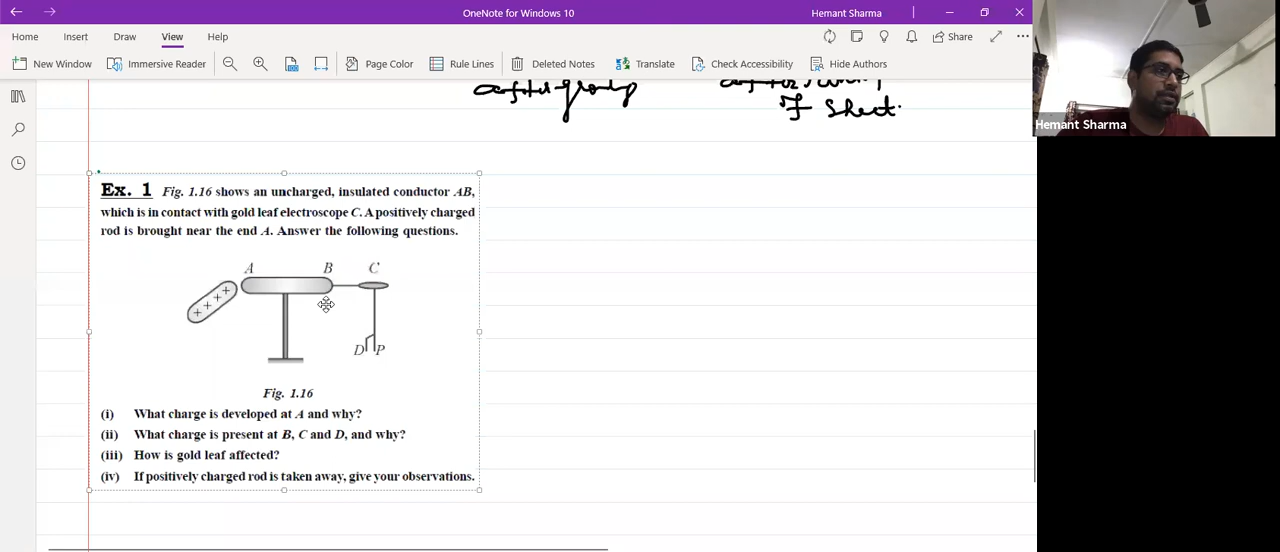 OneNote for Windows 10
Hemant Sharma
Home Insert Draw View Help
Share
New Window Immersive Reader Page Color Rule Lines Deleted Notes Translate Check Accessibility Hide Authors
Hemant Sharma
If sheet.
Ex. 1 Fig. 1.16 shows an uncharged, insulated conductor AB,
which is in contact with gold leaf electroscope C. A positively charged
rod is brought near the end A. Answer the following questions.
A B C
+ + + +
D P
Fig. 1.16
(i) What charge is developed at A and why?
(ii) What charge is present at B, C and D, and why?
(iii) How is gold leaf affected?
(iv) If positively charged rod is taken away, give your observations.